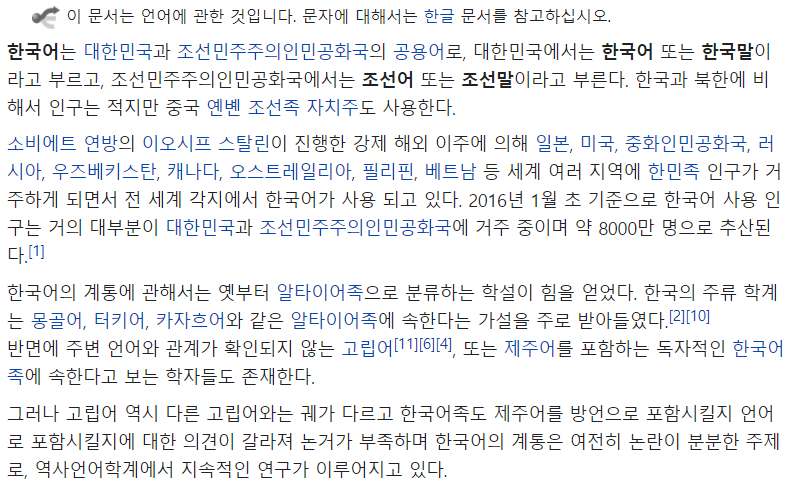 이 문서는 언어에 관한 것입니다. 문자에 대해서는 한글 문서를 참고하십시오.
한국어는 대한민국과 조선민주주의인민공화국의 공용어로, 대한민국에서는 한국어 또는 한국말이
라고 부르고, 조선민주주의인민공화국에서는 조선어 또는 조선말이라고 부른다. 한국과 북한에 비
해서 인구는 적지만 중국 옌볜 조선족 자치주도 사용한다.
소비에트 연방의 이오시프 스탈린이 진행한 강제 해외 이주에 의해 일본, 미국, 중화인민공화국, 러
시아, 우즈베키스탄, 캐나다, 오스트레일리아, 필리핀, 베트남 등 세계 여러 지역에 한민족 인구가 거
주하게 되면서 전 세계 각지에서 한국어가 사용 되고 있다. 2016년 1월 초 기준으로 한국어 사용 인
구는 거의 대부분이 대한민국과 조선민주주의인민공화국에 거주 중이며 약 8000만 명으로 추산된
다.[1]
한국어의 계통에 관해서는 옛부터 알타이어족으로 분류하는 학설이 힘을 얻었다. 한국의 주류 학계
는 몽골어, 터키어, 카자흐어와 같은 알타이어족에 속한다는 가설을 주로 받아들였다.[2][10]
반면에 주변 언어와 관계가 확인되지 않는 고립어[11][6][4], 또는 제주어를 포함하는 독자적인 한국어
족에 속한다고 보는 학자들도 존재한다.
그러나 고립어 역시 다른 고립어와는 궤가 다르고 한국어족도 제주어를 방언으로 포함시킬지 언어
로 포함시킬지에 대한 의견이 갈라져 논거가 부족하며 한국어의 계통은 여전히 논란이 분분한 주제
로, 역사언어학계에서 지속적인 연구가 이루어지고 있다.